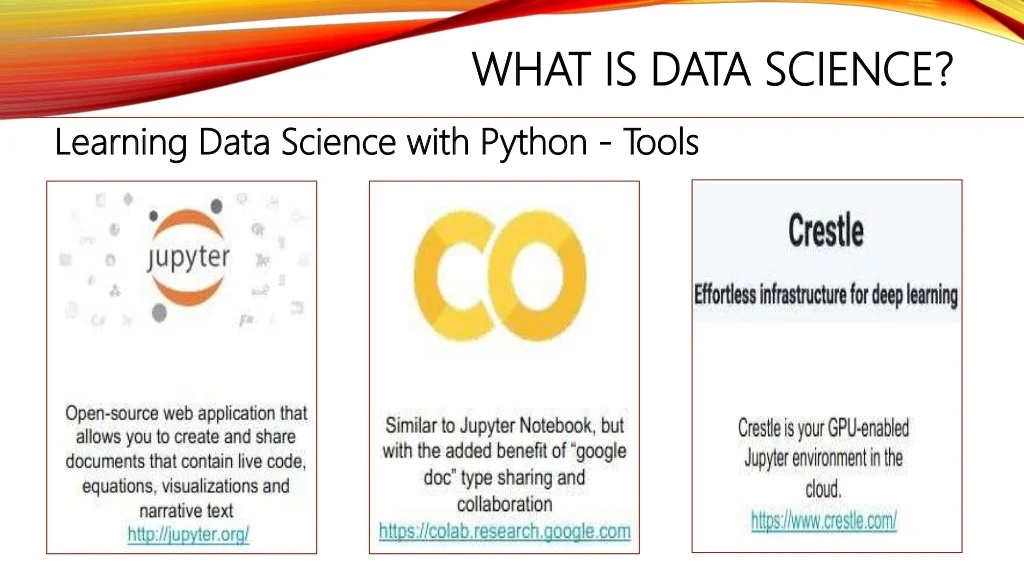 WHAT IS DATA SCIENCE?
Learning Data Science with Python - Tools
jupyter
Open-source web application that
allows you to create and share
documents that contain live code,
equations, visualizations and
narrative text
http://jupyter.org/
CO
Similar to Jupyter Notebook, but
with the added benefit of “google
doc” type sharing and
collaboration
https://colab.research.google.com
Crestle
Effortless infrastructure for deep learning
Crestle is your GPU-enabled
Jupyter environment in the
cloud.
https://www.crestle.com/